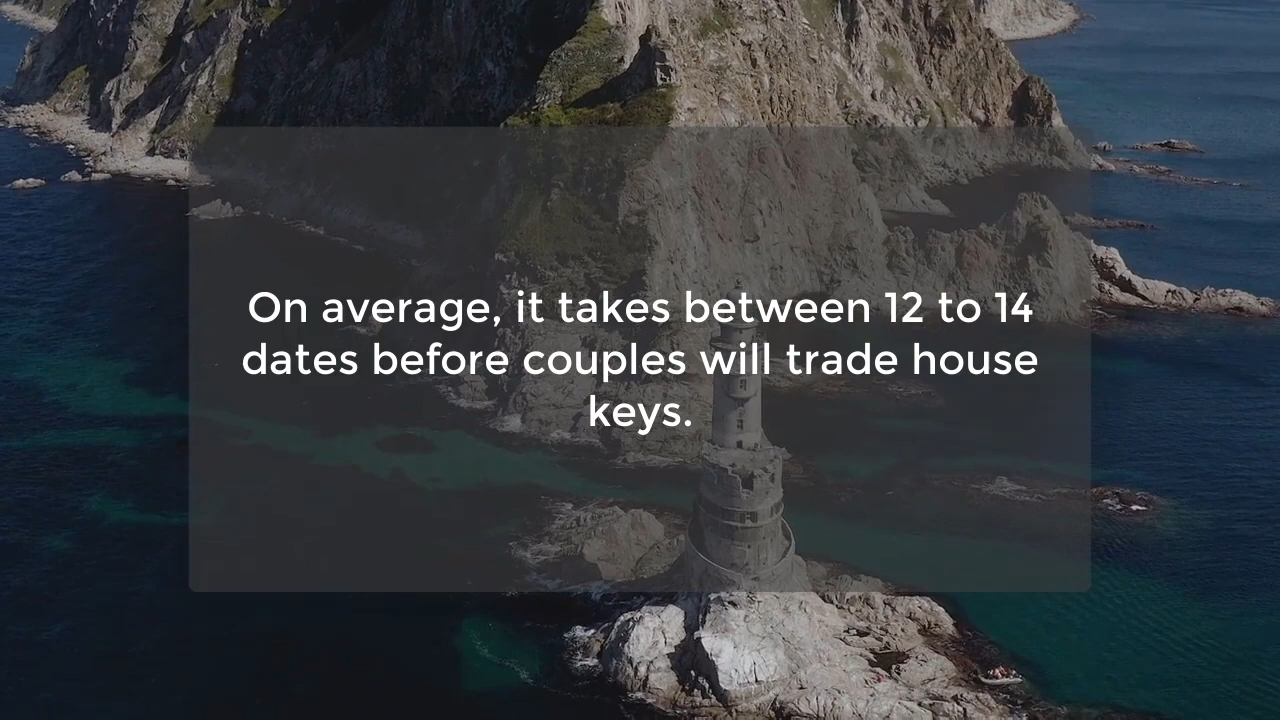 On average, it takes between 12 to 14
dates before couples will trade house
keys.